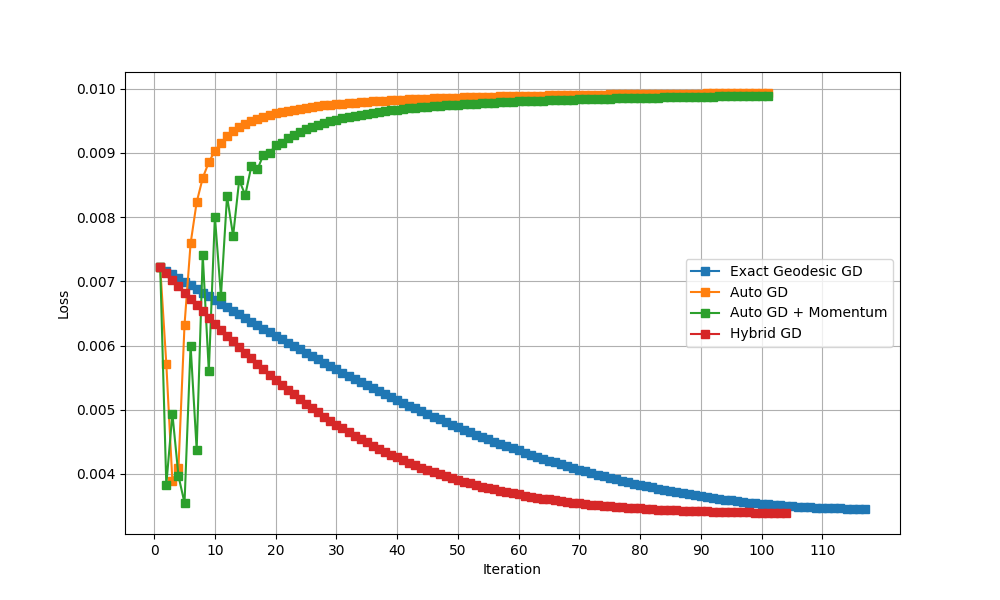 0.010
0.009
0.008
0.007
0.006
0.005
0.004
Loss
Exact Geodesic GD
Auto GD
Auto GD + Momentum
Hybrid GD
0 10 20 30 40 50 60 70 80 90 100 110
Iteration